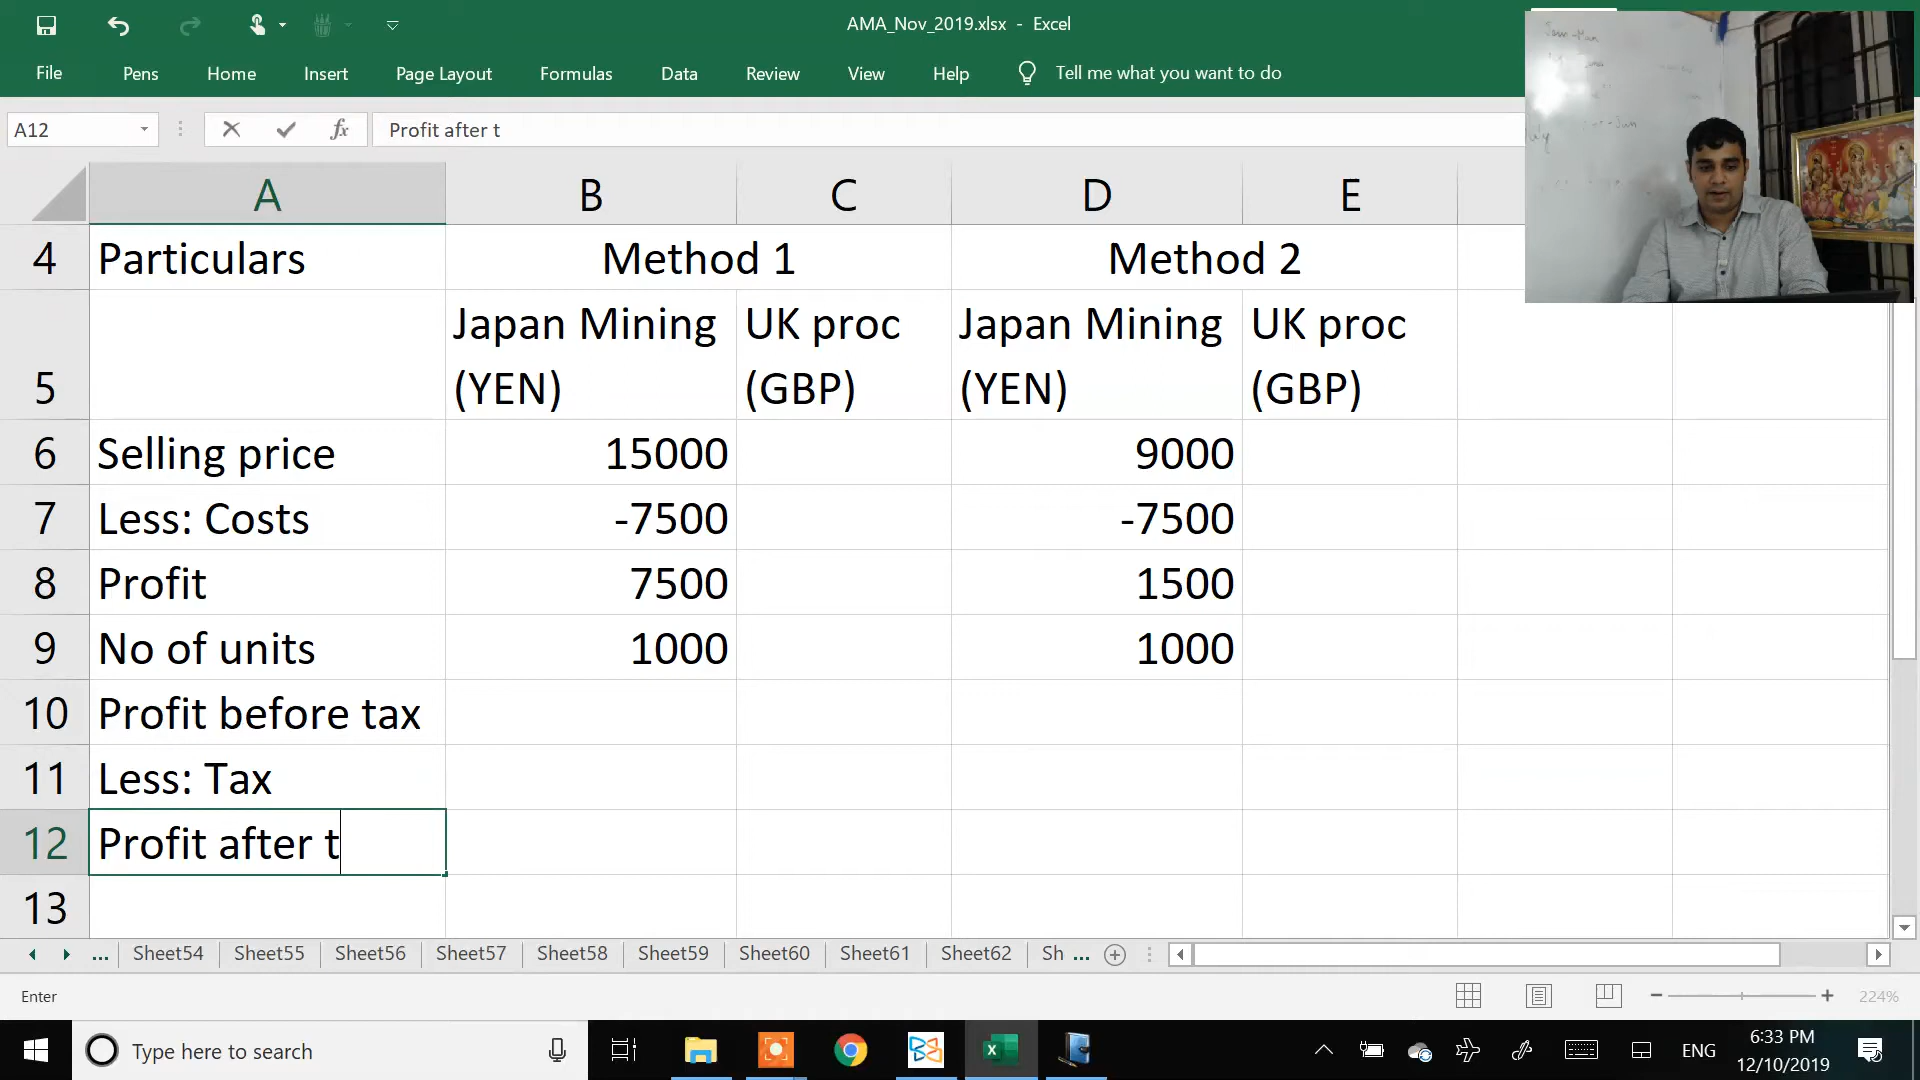 AMA_Nov_2019.xlsx - Excel
File Pens Home Insert Page Layout Formulas Data Review View Help Tell me what you want to do
A12 fx Profit after t
A B C D E
4 Particulars Method 1 Method 2
5 Japan Mining (YEN) UK proc (GBP) Japan Mining (YEN) UK proc (GBP)
6 Selling price 15000 9000
7 Less: Costs -7500 -7500
8 Profit 7500 1500
9 No of units 1000 1000
10 Profit before tax
11 Less: Tax
12 Profit after t
13
... Sheet54 Sheet55 Sheet56 Sheet57 Sheet58 Sheet59 Sheet60 Sheet61 Sheet62 Sh ...
Enter 224%
Type here to search ENG 6:33 PM
12/10/2019